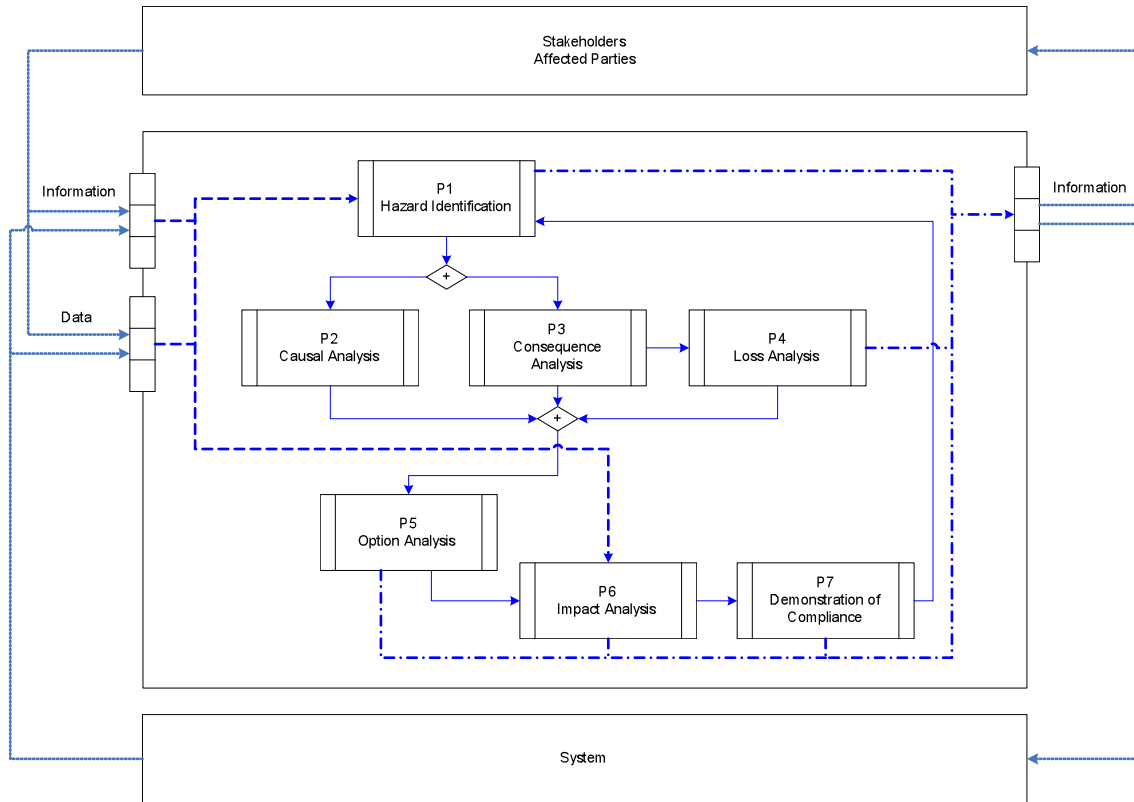 Stakeholders
Affected Parties
P1
Hazard Identification
Information
Information
+
Data
P2
Causal Analysis
P3
Consequence
Analysis
P4
Loss Analysis
+
P5
Option Analysis
P6
Impact Analysis
P7
Demonstration of
Compliance
System